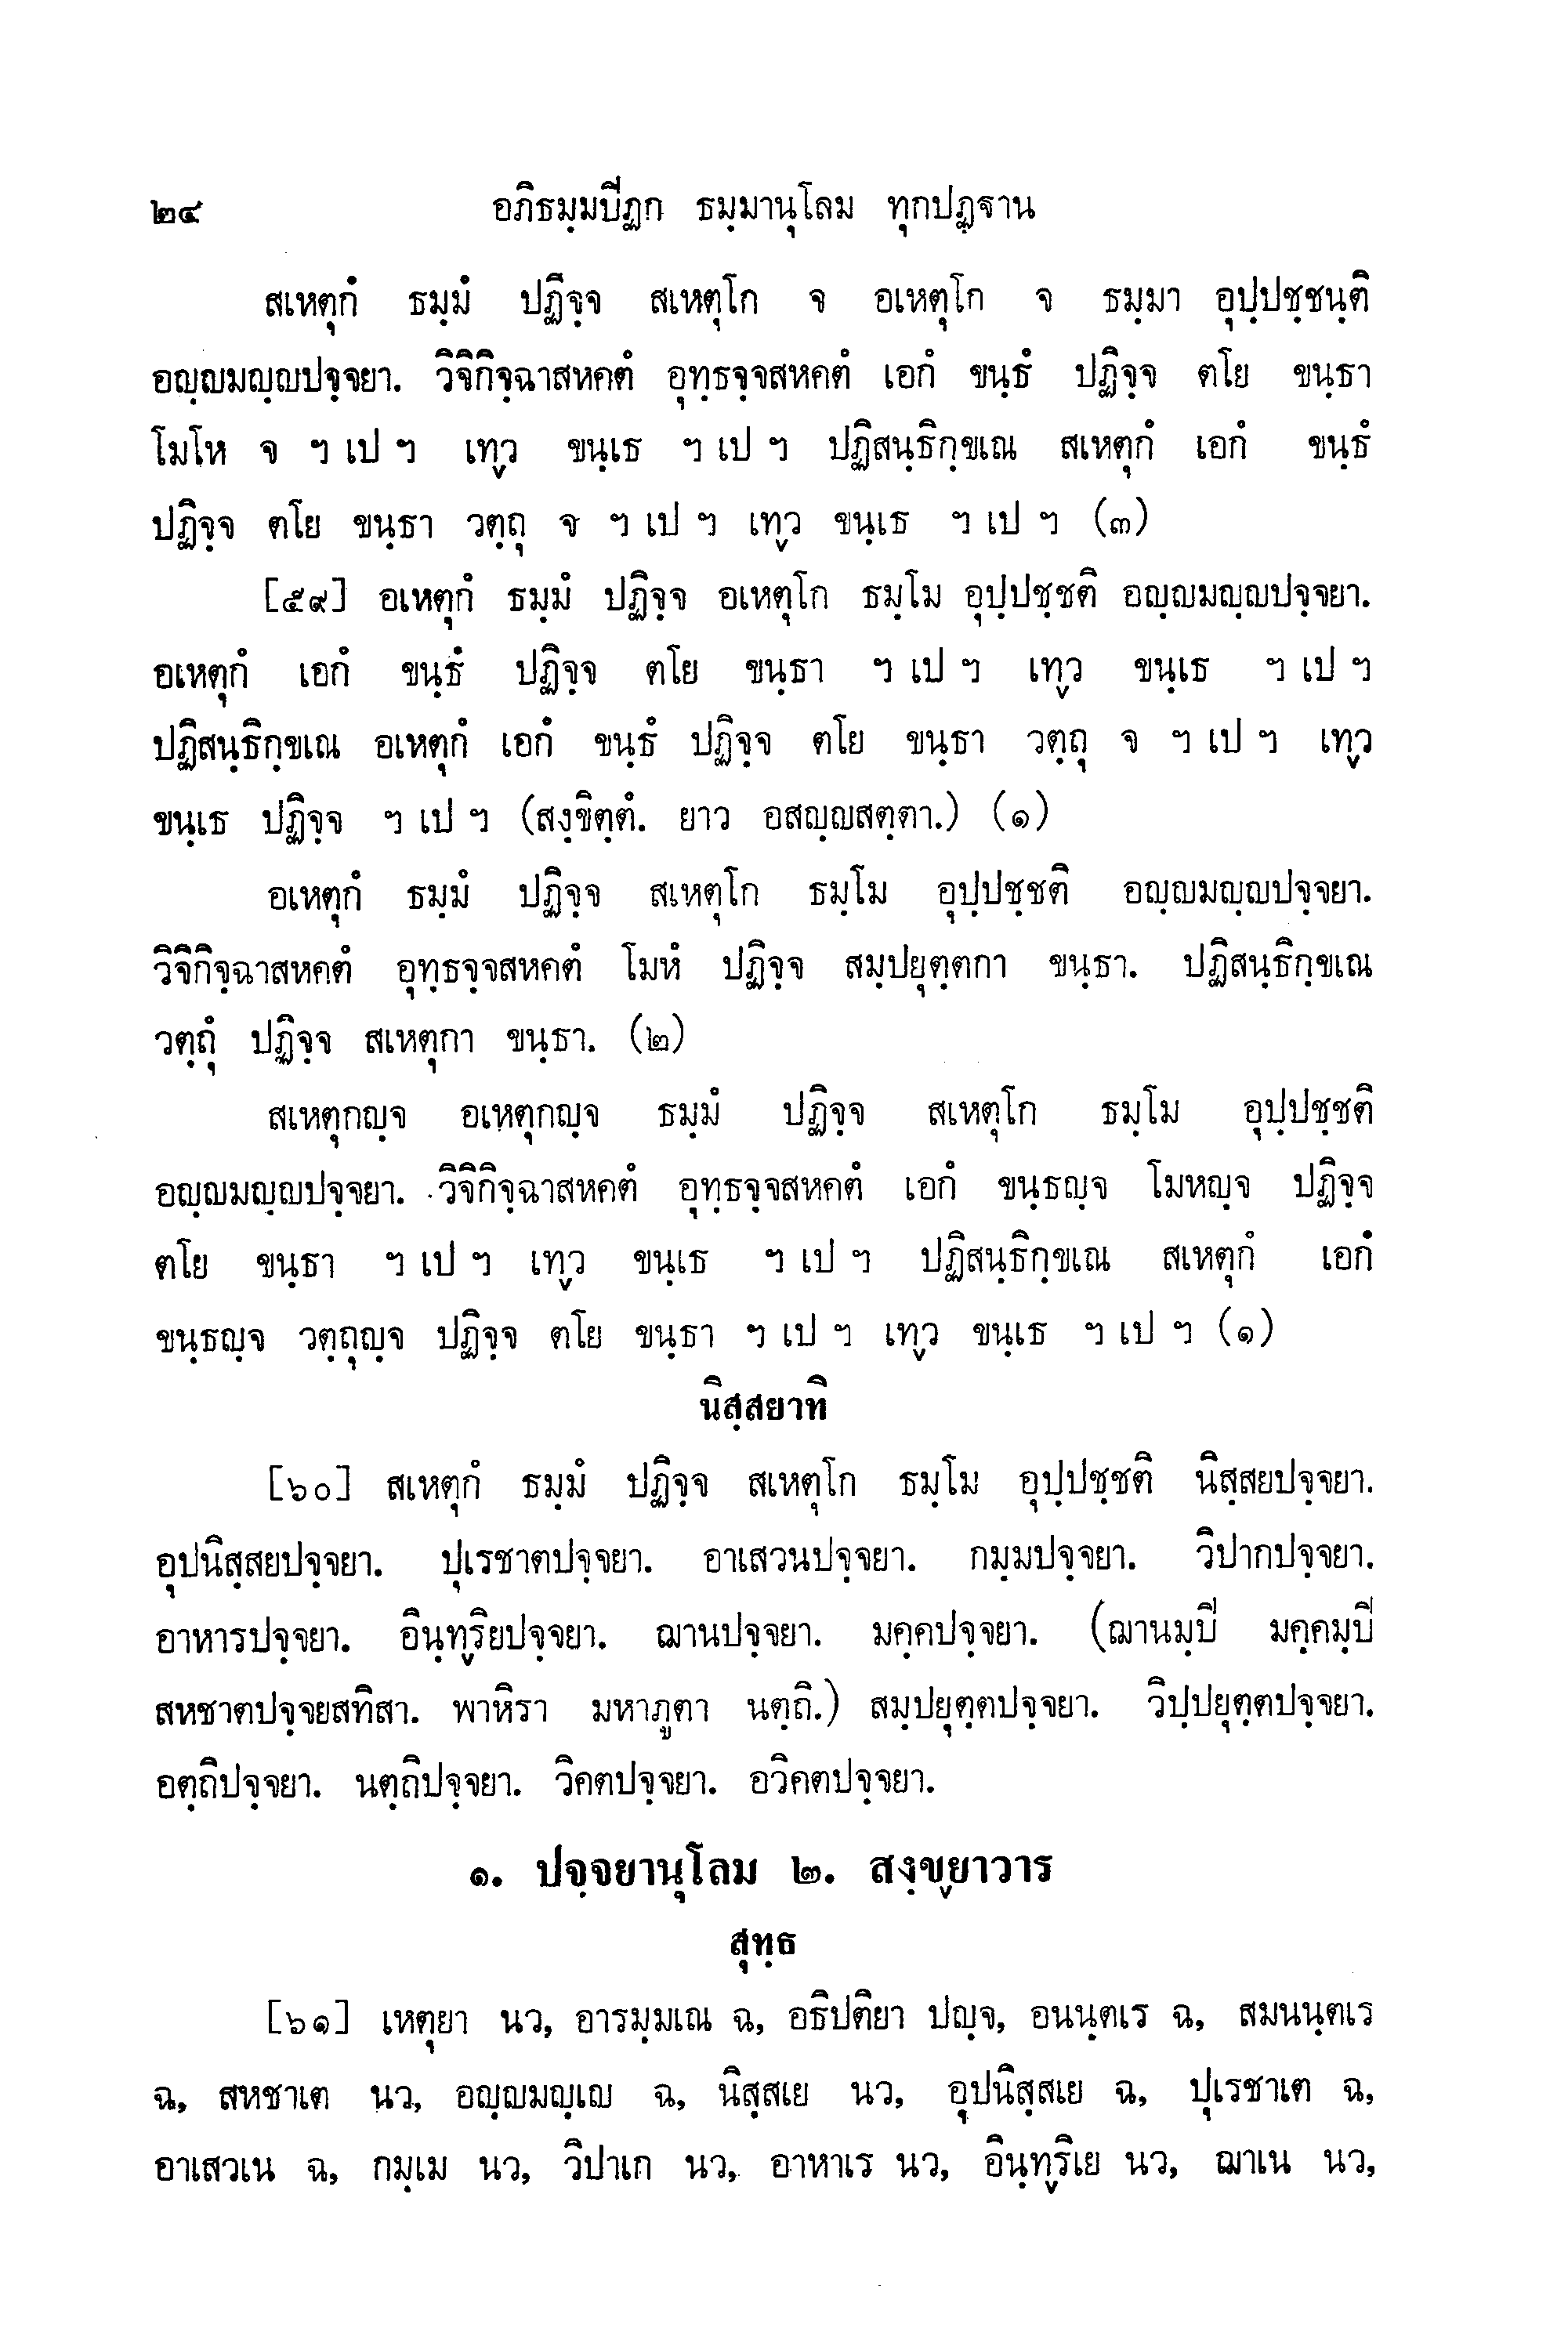 ๒๔ อภิธมฺมปิฏก ธมฺมานุโลม ทุกปฏฺฐาน
สเหตุกํ ธมฺมํ ปฏิจฺจ สเหตุโก จ อเหตุโก จ ธมฺมา อุปฺปชฺชนฺติ
อญฺญมญฺญปจฺจยา. วิจิกิจฺฉาสหคตํ อุทฺธจฺจสหคตํ เอกํ ขนฺธํ ปฏิจฺจ ตโย ขนฺธา
โมโห จ ฯ เป ฯ เทฺว ขนฺเธ ฯ เป ฯ ปฏิสนฺธิกฺขเณ สเหตุกํ เอกํ ขนฺธํ
ปฏิจฺจ ตโย ขนฺธา วตฺถุ จ ฯ เป ฯ เทฺว ขนฺเธ ฯ เป ฯ (๓)
[๕๙] อเหตุกํ ธมฺมํ ปฏิจฺจ อเหตุโก ธมฺโม อุปฺปชฺชติ อญฺญมญฺญปจฺจยา.
อเหตุกํ เอกํ ขนฺธํ ปฏิจฺจ ตโย ขนฺธา ฯ เป ฯ เทฺว ขนฺเธ ฯ เป ฯ
ปฏิสนฺธิกฺขเณ อเหตุกํ เอกํ ขนฺธํ ปฏิจฺจ ตโย ขนฺธา วตฺถุ จ ฯ เป ฯ เทฺว
ขนฺเธ ปฏิจฺจ ฯ เป ฯ (สงฺขิตฺตํ. ยาว อสญฺญสตฺตา.) (๑)
อเหตุกํ ธมฺมํ ปฏิจฺจ สเหตุโก ธมฺโม อุปฺปชฺชติ อญฺญมญฺญปจฺจยา.
วิจิกิจฺฉาสหคตํ อุทฺธจฺจสหคตํ โมหํ ปฏิจฺจ สมฺปยุตฺตกา ขนฺธา. ปฏิสนฺธิกฺขเณ
วตฺถุํ ปฏิจฺจ สเหตุกา ขนฺธา. (๒)
สเหตุกญฺจ อเหตุกญฺจ ธมฺมํ ปฏิจฺจ สเหตุโก ธมฺโม อุปฺปชฺชติ
อญฺญมญฺญปจฺจยา. วิจิกิจฺฉาสหคตํ อุทฺธจฺจสหคตํ เอกํ ขนฺธญฺจ โมหญฺจ ปฏิจฺจ
ตโย ขนฺธา ฯ เป ฯ เทฺว ขนฺเธ ฯ เป ฯ ปฏิสนฺธิกฺขเณ สเหตุกํ เอกํ
ขนฺธญฺจ วตฺถุญฺจ ปฏิจฺจ ตโย ขนฺธา ฯ เป ฯ เทฺว ขนฺเธ ฯ เป ฯ (๑)
นิสฺสยาทิ
[๖๐] สเหตุกํ ธมฺมํ ปฏิจฺจ สเหตุโก ธมฺโม อุปฺปชฺชติ นิสฺสยปจฺจยา.
อุปนิสฺสยปจฺจยา. ปุเรชาตปจฺจยา. อาเสวนปจฺจยา. กมฺมปจฺจยา. วิปากปจฺจยา.
อาหารปจฺจยา. อินฺทฺริยปจฺจยา. ฌานปจฺจยา. มคฺคปจฺจยา. (ฌานมฺปิ มคฺคมฺปิ
สหชาตปจฺจยสทิสา. พาหิรา มหาภูตา นตฺถิ.) สมฺปยุตฺตปจฺจยา. วิปฺปยุตฺตปจฺจยา.
อตฺถิปจฺจยา. นตฺถิปจฺจยา. วิคตปจฺจยา. อวิคตปจฺจยา.
๑. ปจฺจยานุโลม ๒. สงฺขฺยาวาร
สุทฺธ
[๖๑] เหตุยา นว, อารมฺมเณ ฉ, อธิปติยา ปญฺจ, อนนฺตเร ฉ, สมนนฺตเร
ฉ, สหชาเต นว, อญฺญมญฺเญ ฉ, นิสฺสเย นว, อุปนิสฺสเย ฉ, ปุเรชาเต ฉ,
อาเสวเน ฉ, กมฺเม นว, วิปาเก นว, อาหาเร นว, อินฺทฺริเย นว, ฌาเน นว,